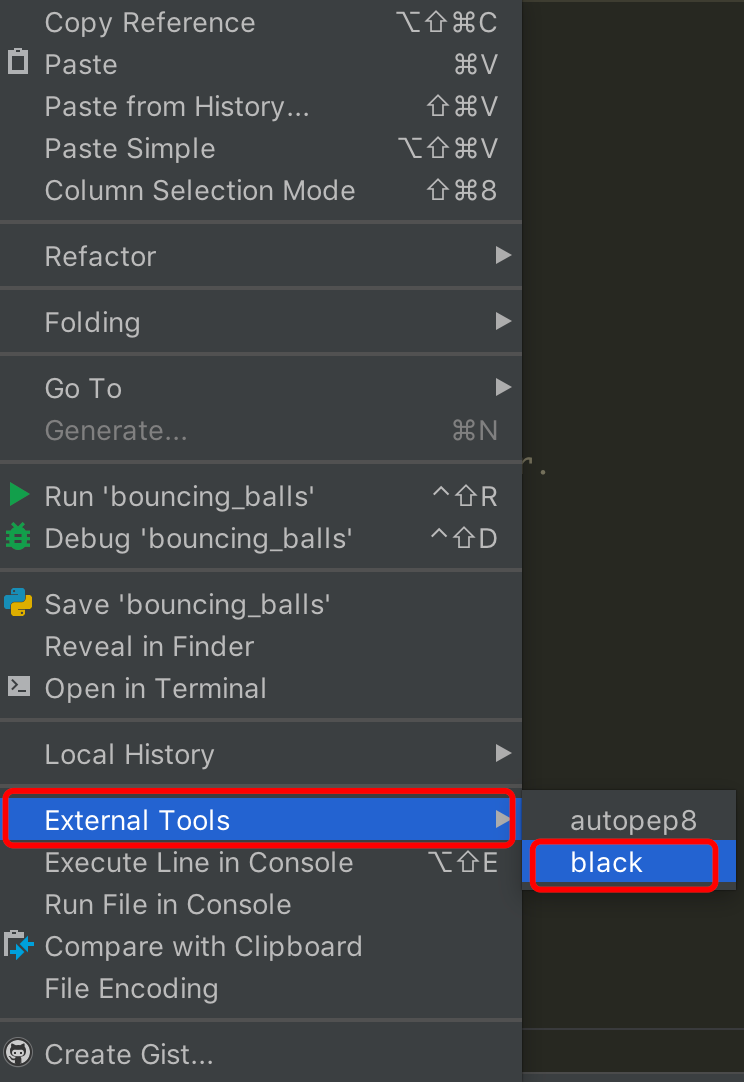 Copy Reference ⌥⇧⌘C
Paste ⌘V
Paste from History... ⇧⌘V
Paste Simple ⌥⇧⌘V
Column Selection Mode ⇧⌘8
Refactor
Folding
Go To
Generate... ⌘N
r.
Run 'bouncing_balls' ^⇧R
Debug 'bouncing_balls' ^⇧D
Save 'bouncing_balls'
Reveal in Finder
Open in Terminal
Local History
External Tools
autopep8
black
Execute Line in Console ⌥⇧E
Run File in Console
Compare with Clipboard
File Encoding
Create Gist...